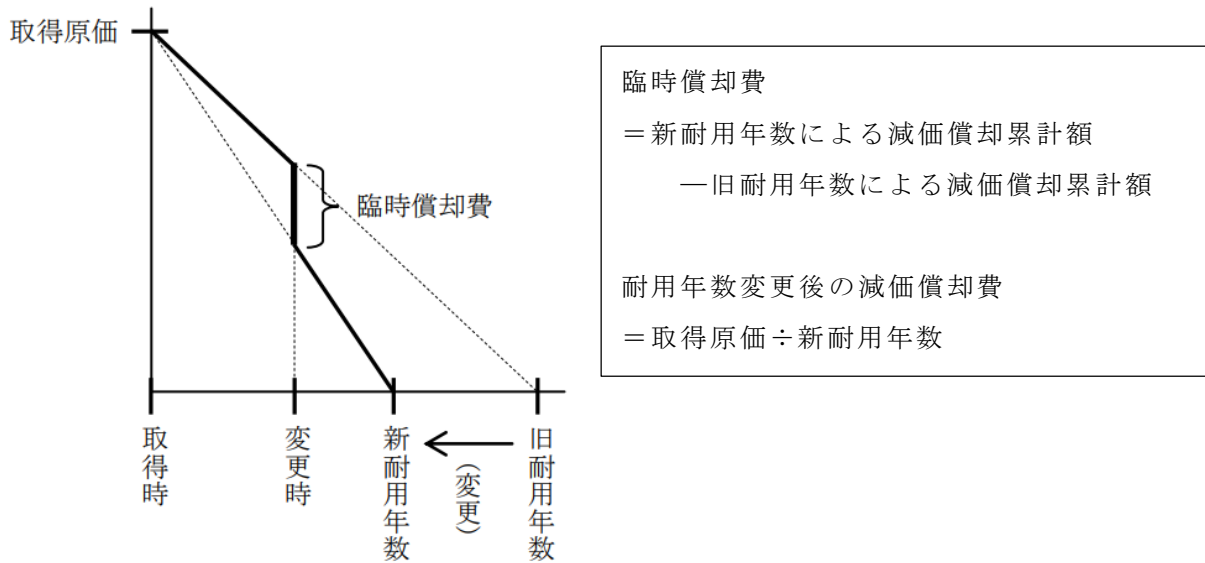 取得原価
臨時償却費
臨時償却費
＝新耐用年数による減価償却累計額
―旧耐用年数による減価償却累計額
耐用年数変更後の減価償却費
＝取得原価÷新耐用年数
取得時
変更時
新耐用年数
（変更）
旧耐用年数